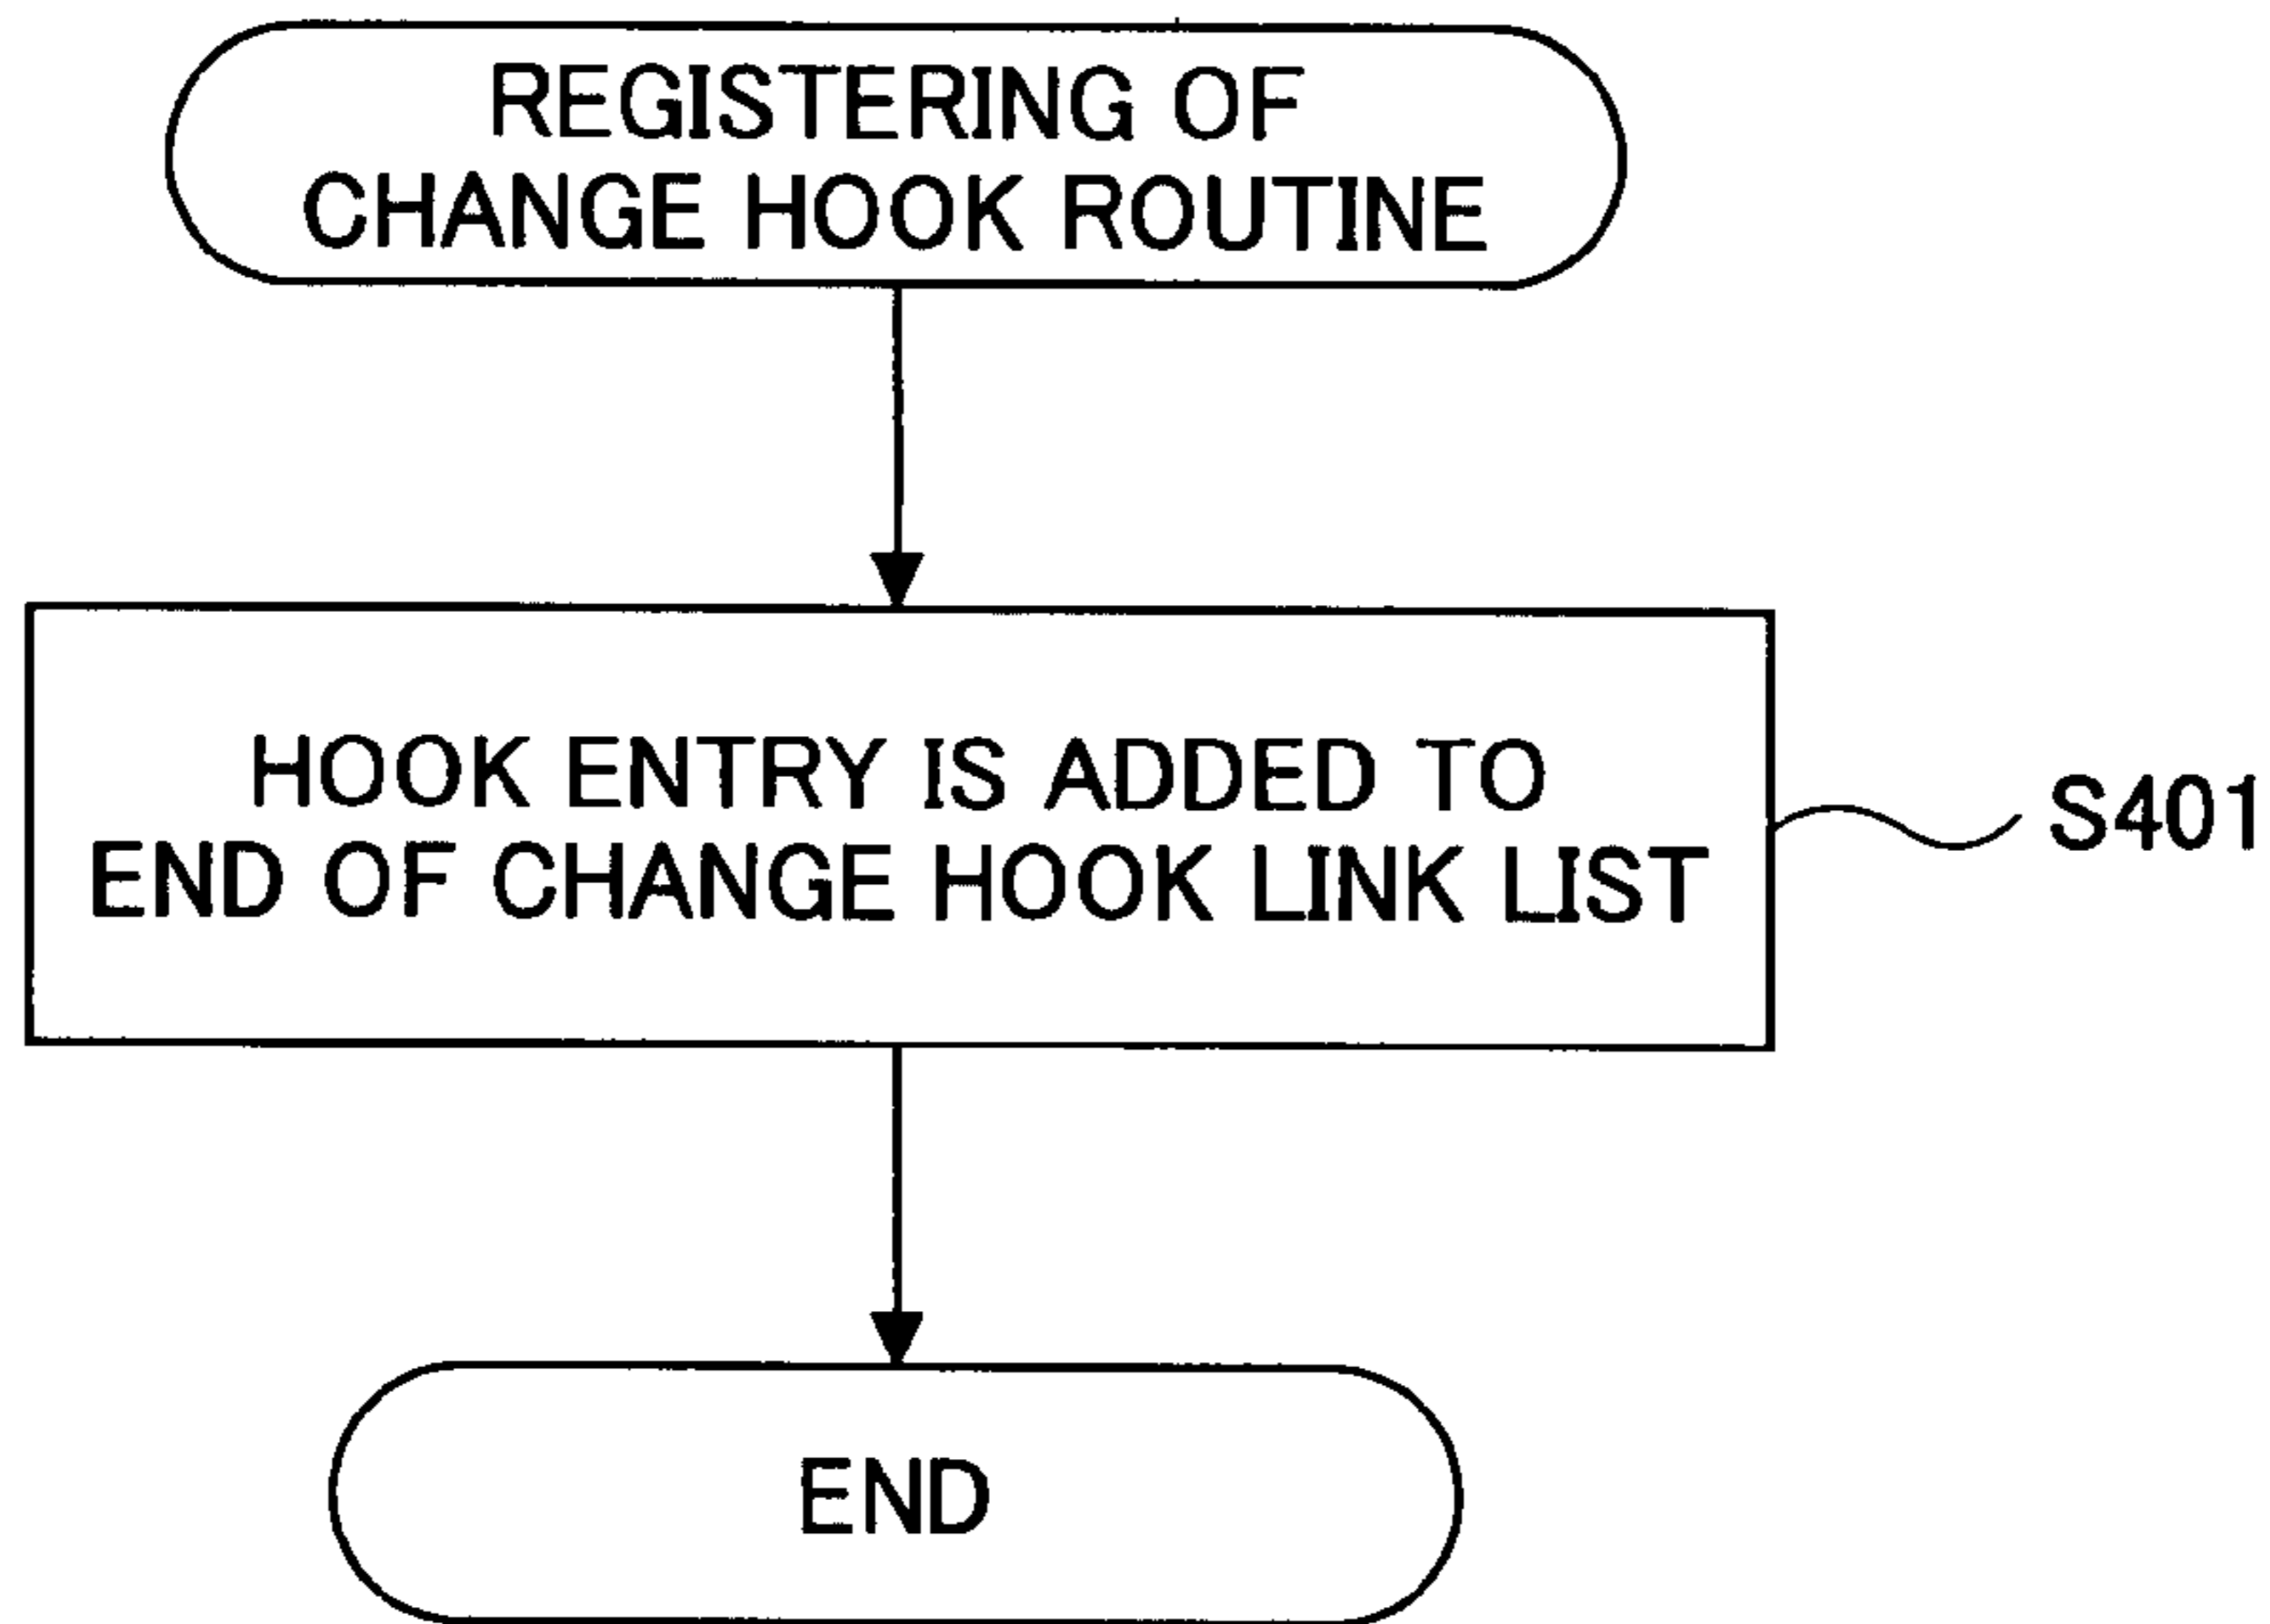 REGISTERING OF
CHANGE HOOK ROUTINE
HOOK ENTRY IS ADDED TO
END OF CHANGE HOOK LINK LIST
S401
END